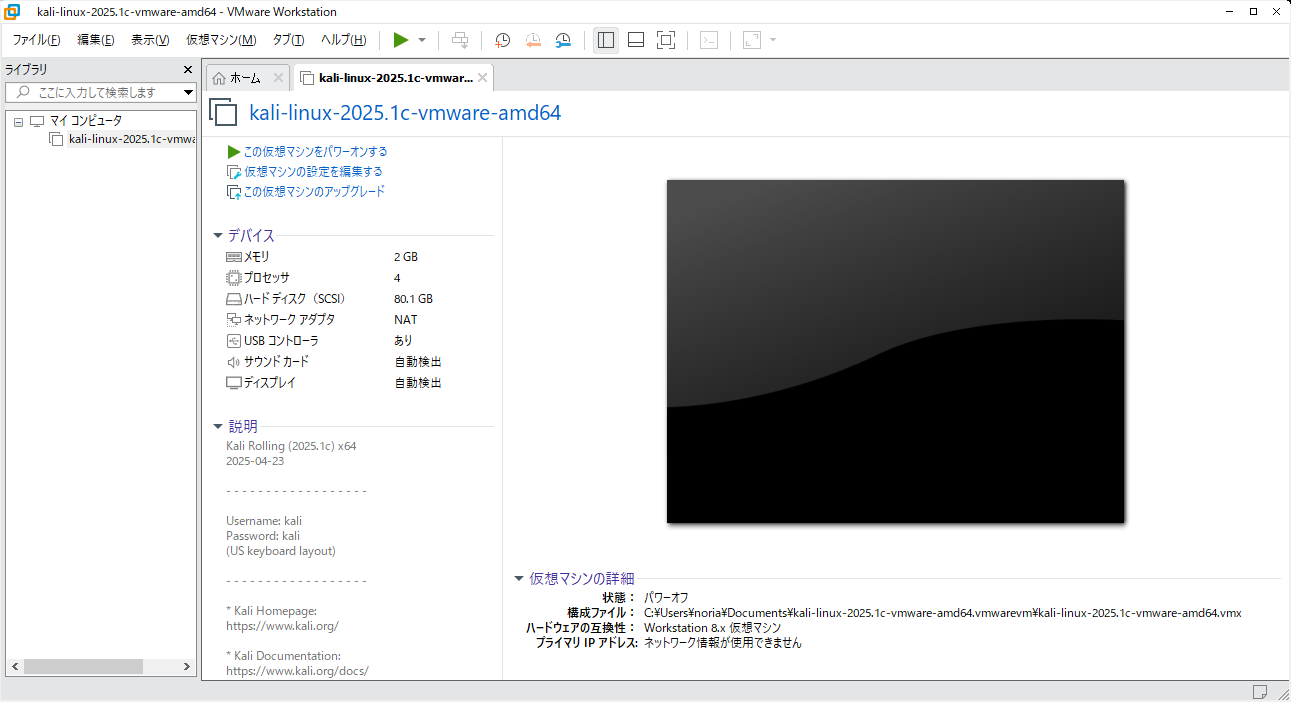 kali-linux-2025.1c-vmware-amd64 - VMware Workstation
ファイル(F) 編集(E) 表示(V) 仮想マシン(M) タブ(T) ヘルプ(H)
ライブラリ
ここに入力して検索します
マイ コンピュータ
kali-linux-2025.1c-vmwa
ホーム
kali-linux-2025.1c-vmwar...
kali-linux-2025.1c-vmware-amd64
この仮想マシンをパワーオンする
仮想マシンの設定を編集する
この仮想マシンのアップグレード
デバイス
メモリ 2 GB
プロセッサ 4
ハード ディスク (SCSI) 80.1 GB
ネットワーク アダプタ NAT
USB コントローラ あり
サウンド カード 自動検出
ディスプレイ 自動検出
説明
Kali Rolling (2025.1c) x64
2025-04-23
- - - - - - - - - - - - - - - - - -
Username: kali
Password: kali
(US keyboard layout)
- - - - - - - - - - - - - - - - - -
* Kali Homepage:
https://www.kali.org/
* Kali Documentation:
https://www.kali.org/docs/
仮想マシンの詳細
状態： パワーオフ
構成ファイル： C:¥Users¥noria¥Documents¥kali-linux-2025.1c-vmware-amd64.vmwarevm¥kali-linux-2025.1c-vmware-amd64.vmx
ハードウェアの互換性： Workstation 8.x 仮想マシン
プライマリ IP アドレス: ネットワーク情報が使用できません